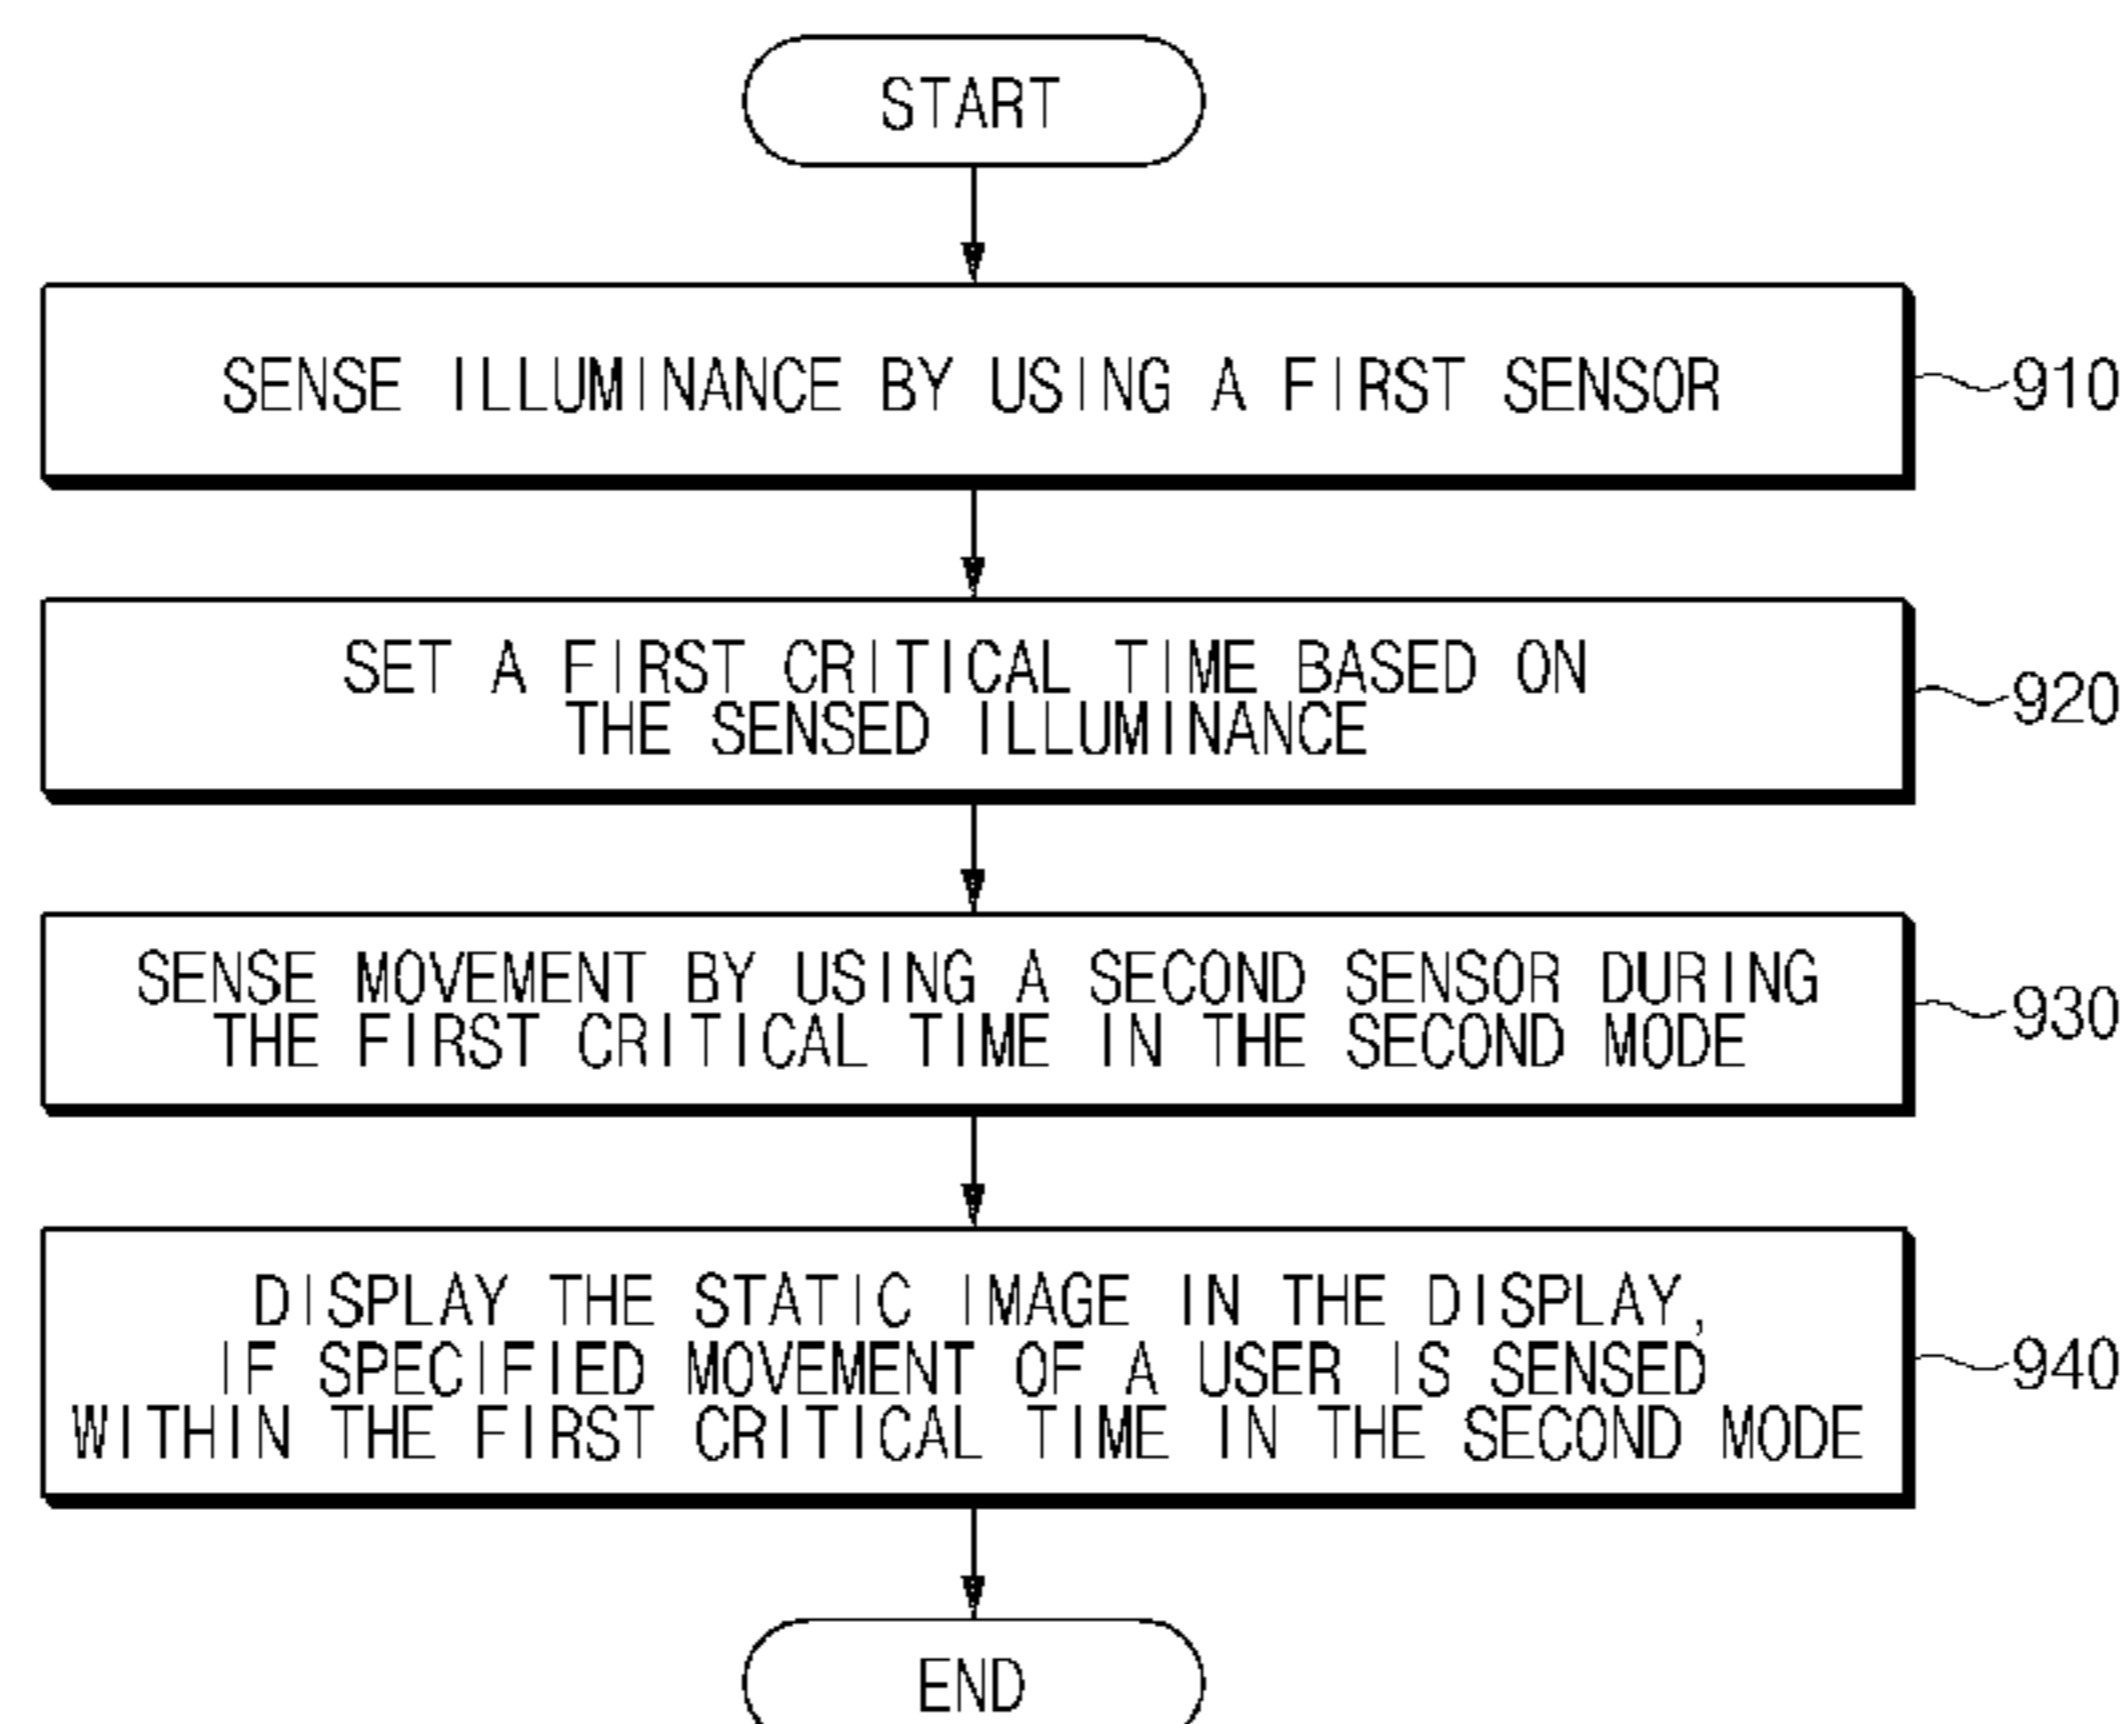 START
SENSE ILLUMINANCE BY USING A FIRST SENSOR
910
SET A FIRST CRITICAL TIME BASED ON
THE SENSED ILLUMINANCE
920
SENSE MOVEMENT BY USING A SECOND SENSOR DURING
THE FIRST CRITICAL TIME IN THE SECOND MODE
930
DISPLAY THE STATIC IMAGE IN THE DISPLAY,
IF SPECIFIED MOVEMENT OF A USER IS SENSED
WITHIN THE FIRST CRITICAL TIME IN THE SECOND MODE
940
END